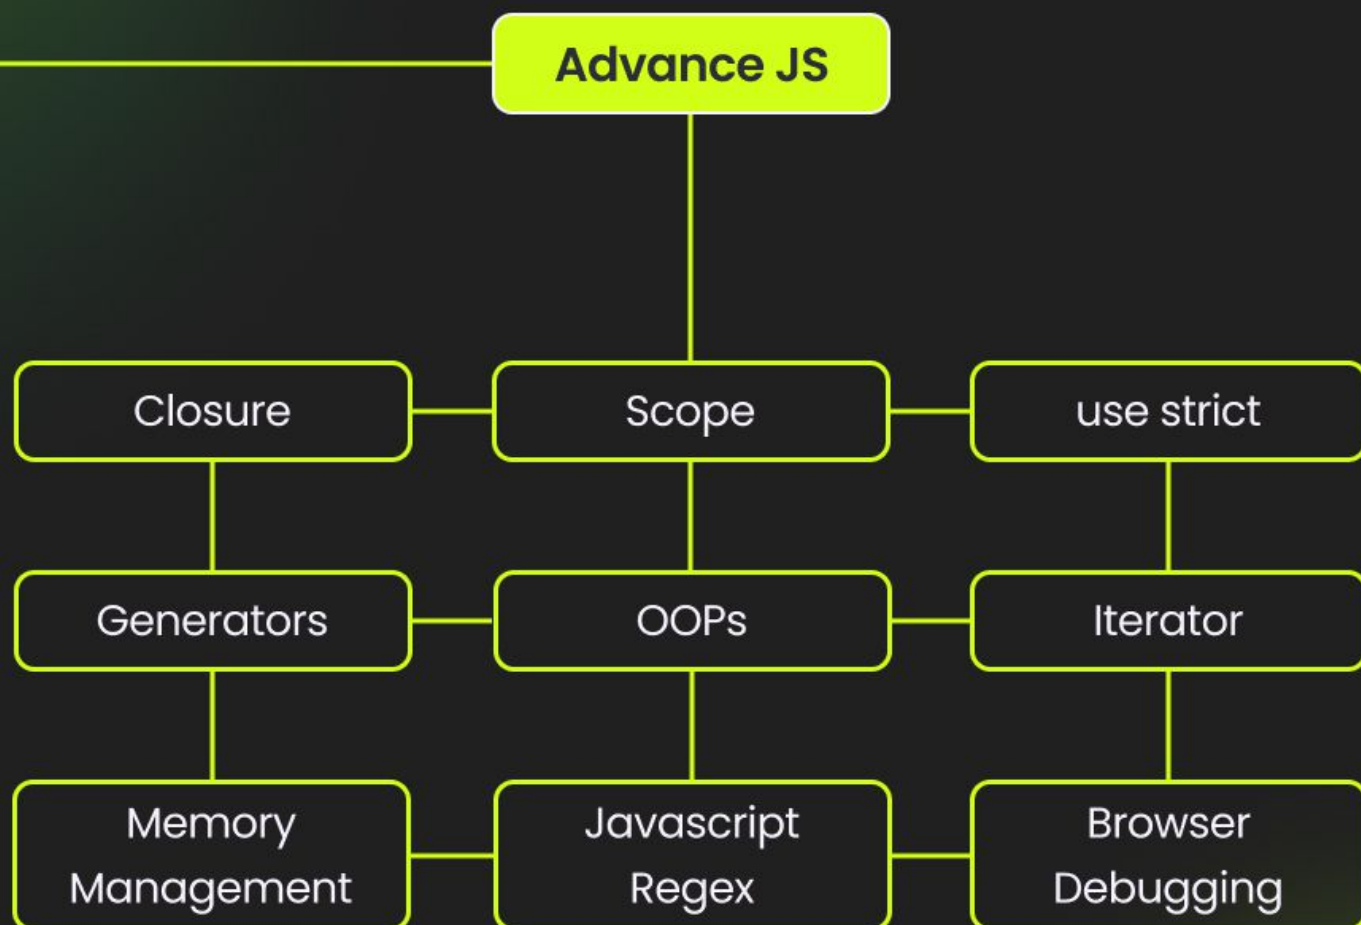 Advance JS
Closure
Scope
use strict
Generators
OOPs
Iterator
Memory
Management
Javascript
Regex
Browser
Debugging